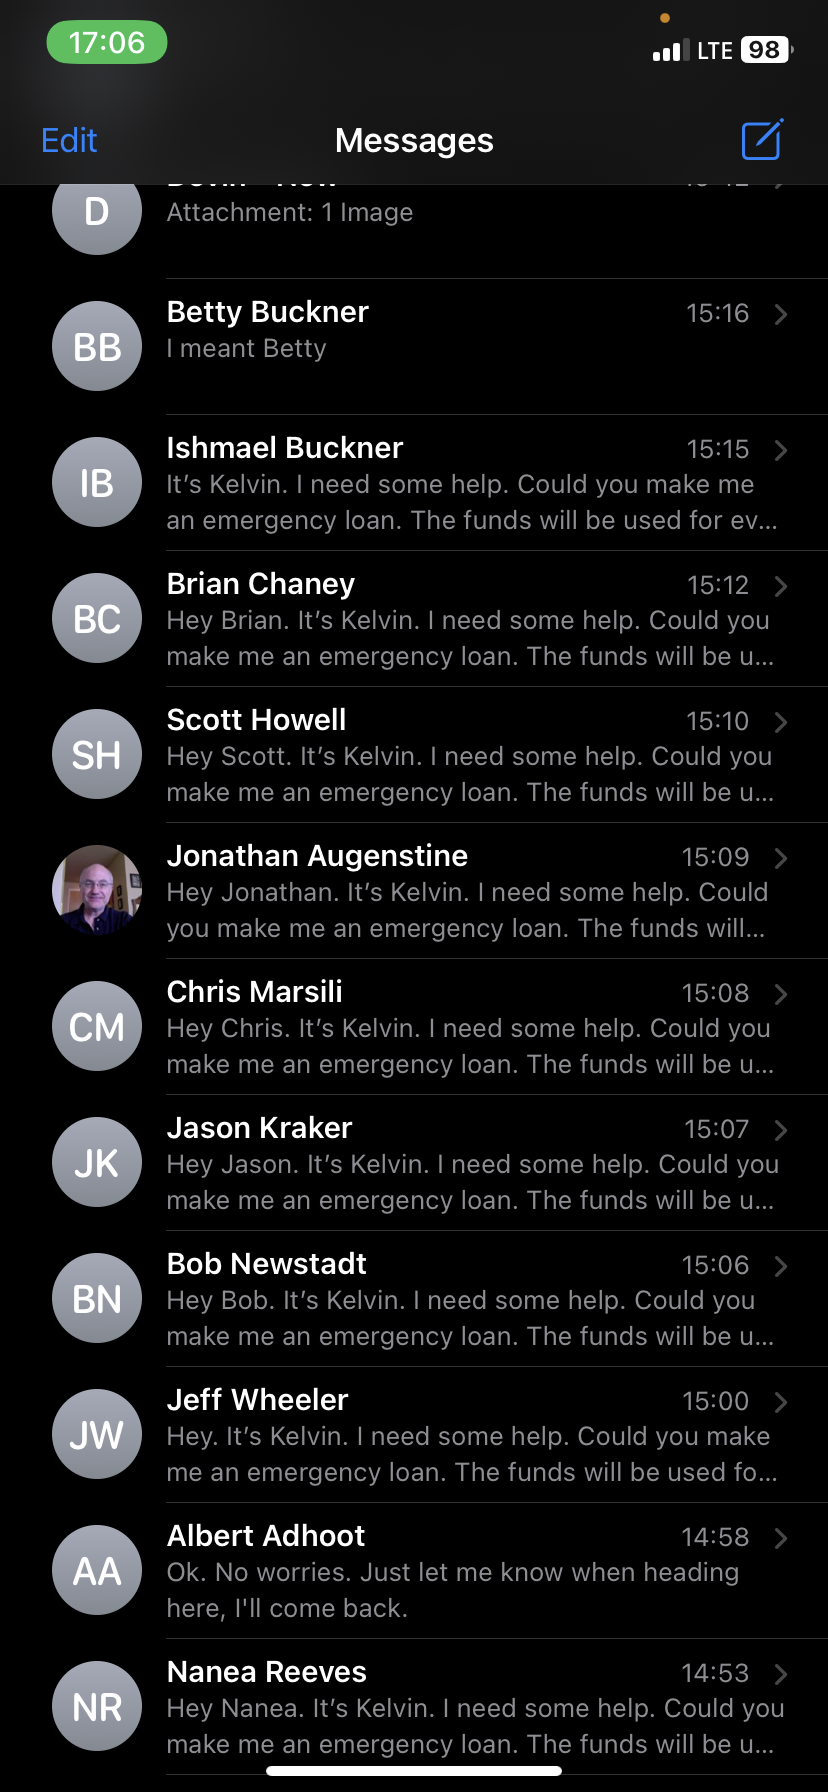 17:06
LTE 98
Edit
Messages
D
Attachment: 1 Image
BB
Betty Buckner
15:16
I meant Betty
IB
Ishmael Buckner
15:15
It’s Kelvin. I need some help. Could you make me
an emergency loan. The funds will be used for ev...
BC
Brian Chaney
15:12
Hey Brian. It’s Kelvin. I need some help. Could you
make me an emergency loan. The funds will be u...
SH
Scott Howell
15:10
Hey Scott. It’s Kelvin. I need some help. Could you
make me an emergency loan. The funds will be u...
Jonathan Augenstine
15:09
Hey Jonathan. It’s Kelvin. I need some help. Could
you make me an emergency loan. The funds will...
CM
Chris Marsili
15:08
Hey Chris. It’s Kelvin. I need some help. Could you
make me an emergency loan. The funds will be u...
JK
Jason Kraker
15:07
Hey Jason. It’s Kelvin. I need some help. Could you
make me an emergency loan. The funds will be u...
BN
Bob Newstadt
15:06
Hey Bob. It’s Kelvin. I need some help. Could you
make me an emergency loan. The funds will be u...
JW
Jeff Wheeler
15:00
Hey. It’s Kelvin. I need some help. Could you make
me an emergency loan. The funds will be used fo...
AA
Albert Adhoot
14:58
Ok. No worries. Just let me know when heading
here, I'll come back.
NR
Nanea Reeves
14:53
Hey Nanea. It’s Kelvin. I need some help. Could you
make me an emergency loan. The funds will be u...